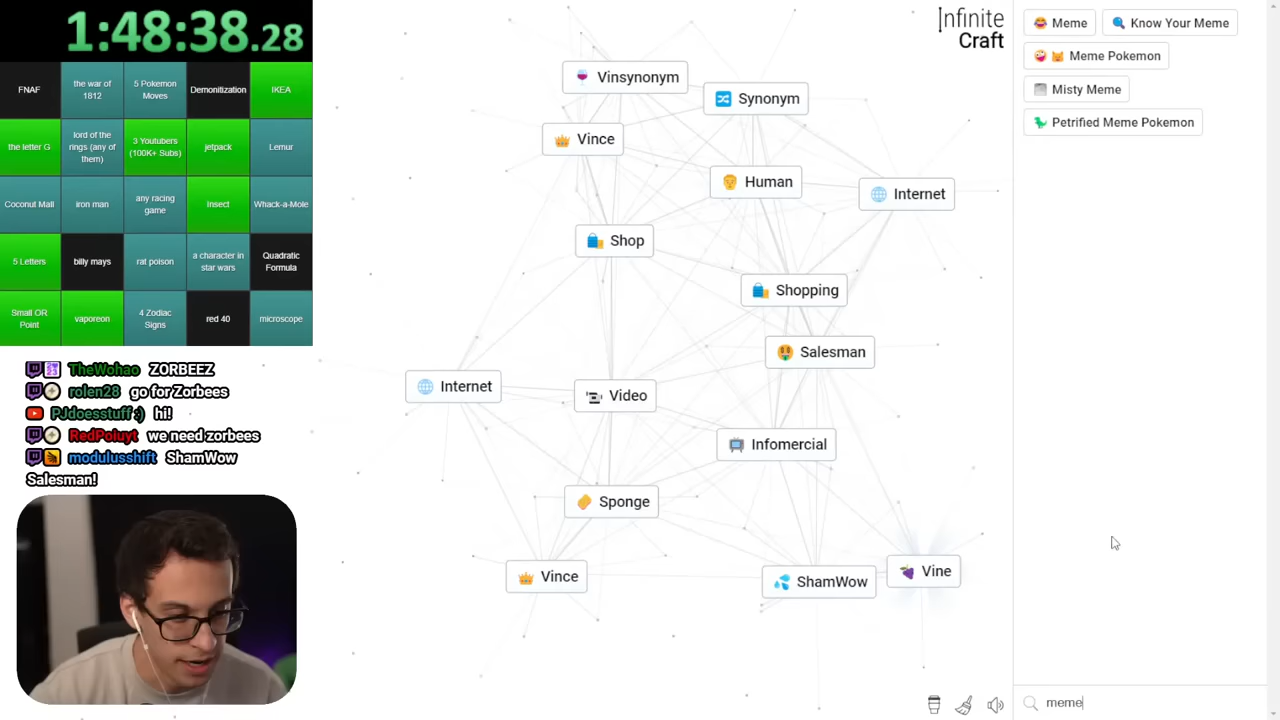 1:48:38.28
FNAF
the war of
1812
5 Pokemon
Moves
Demonitization
IKEA
the letter G
lord of the
rings (any of
them)
3 Youtubers
(100K+ Subs)
jetpack
Lemur
Coconut Mall
iron man
any racing
game
Insect
Whack-a-Mole
5 Letters
billy mays
rat poison
a character in
star wars
Quadratic
Formula
Small OR
Point
vaporeon
4 Zodiac
Signs
red 40
microscope
TheWohao ZORBEEZ
rolen28 go for Zorbees
PJdoesstuff :) hi!
RedPoluyt we need zorbees
modulusshift ShamWow
Salesman!
Infinite
Craft
Vinsynonym
Synonym
Vince
Human
Internet
Shop
Shopping
Salesman
Internet
Video
Infomercial
Sponge
Vince
ShamWow
Vine
Meme
Know Your Meme
Meme Pokemon
Misty Meme
Petrified Meme Pokemon
meme